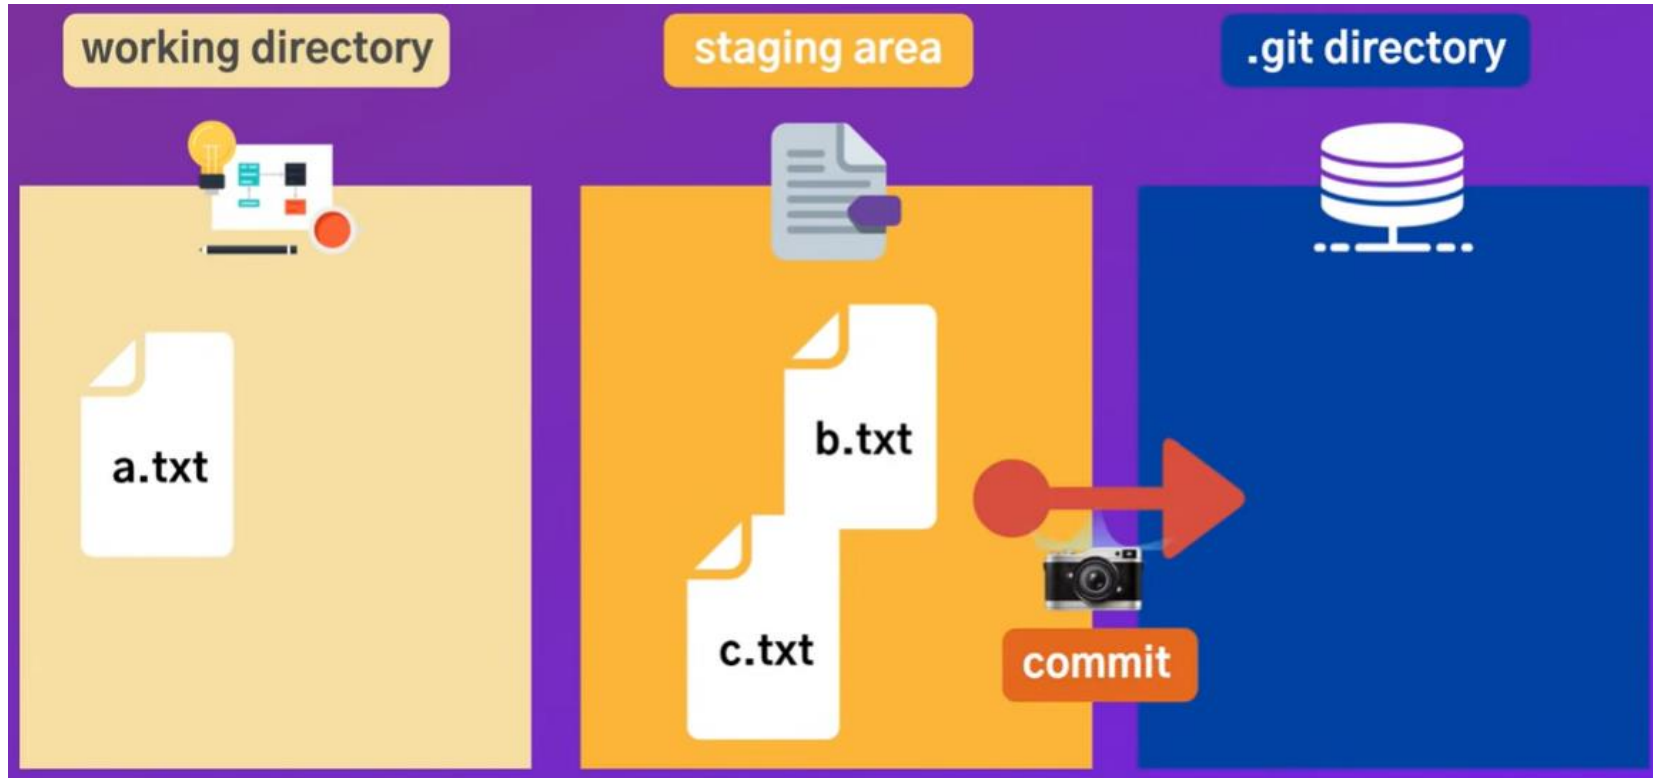 working directory
staging area
.git directory
a.txt
b.txt
c.txt
commit